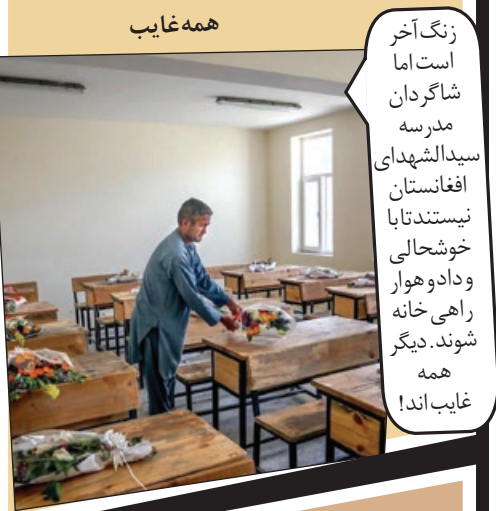 همه غایب
زنگ آخر
است اما
شاگردان
مدرسه
سیدالشهدای
افغانستان
نیستند تا با
خوشحالی
و داد و هوار
راهی خانه
شوند. دیگر
همه
غایب‌اند!